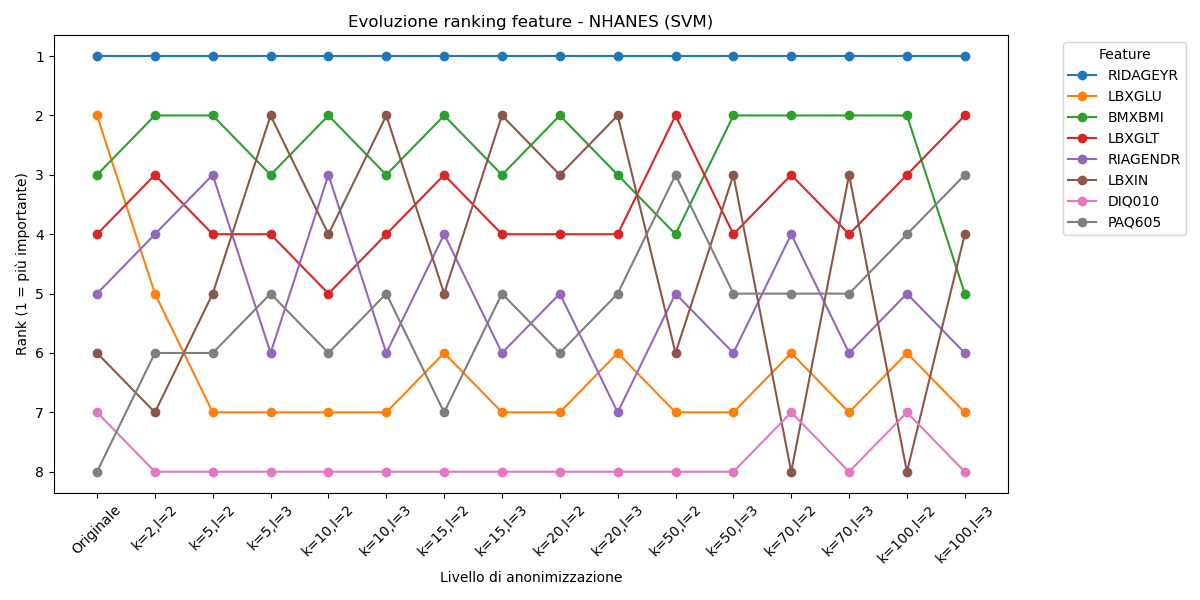 Evoluzione ranking feature - NHANES (SVM)
Rank (1 = più importante)
1
2
3
4
5
6
7
8
Originale
k=2,l=2
k=5,l=2
k=5,l=3
k=10,l=2
k=10,l=3
k=15,l=2
k=15,l=3
k=20,l=2
k=20,l=3
k=50,l=2
k=50,l=3
k=70,l=2
k=70,l=3
k=100,l=2
k=100,l=3
Livello di anonimizzazione
Feature
RIDAGEYR
LBXGLU
BMXBMI
LBXGLT
RIAGENDR
LBXIN
DIQ010
PAQ605